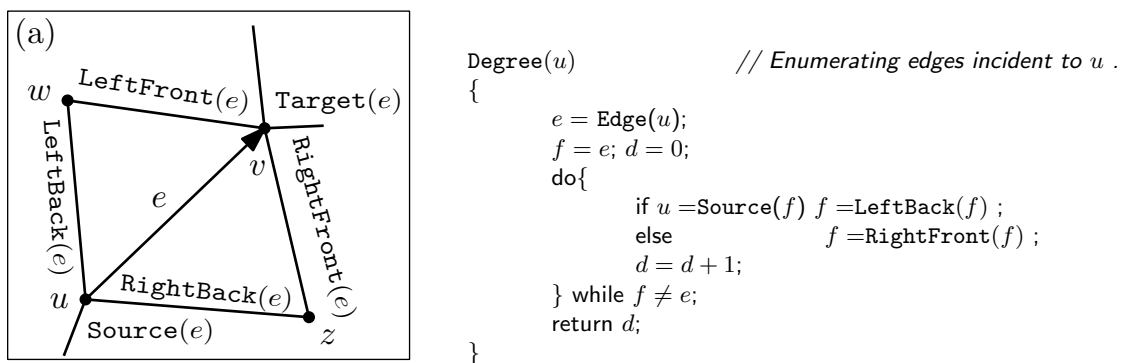 (a)
LeftFront(e)
w
Target(e)
v
LeftBack(e)
e
RightFront(e)
u
RightBack(e)
Source(e)
z
Degree(u) // Enumerating edges incident to u .
{
e = Edge(u);
f = e; d = 0;
do{
if u =Source(f) f =LeftBack(f) ;
else f =RightFront(f) ;
d = d + 1;
} while f ≠ e;
return d;
}